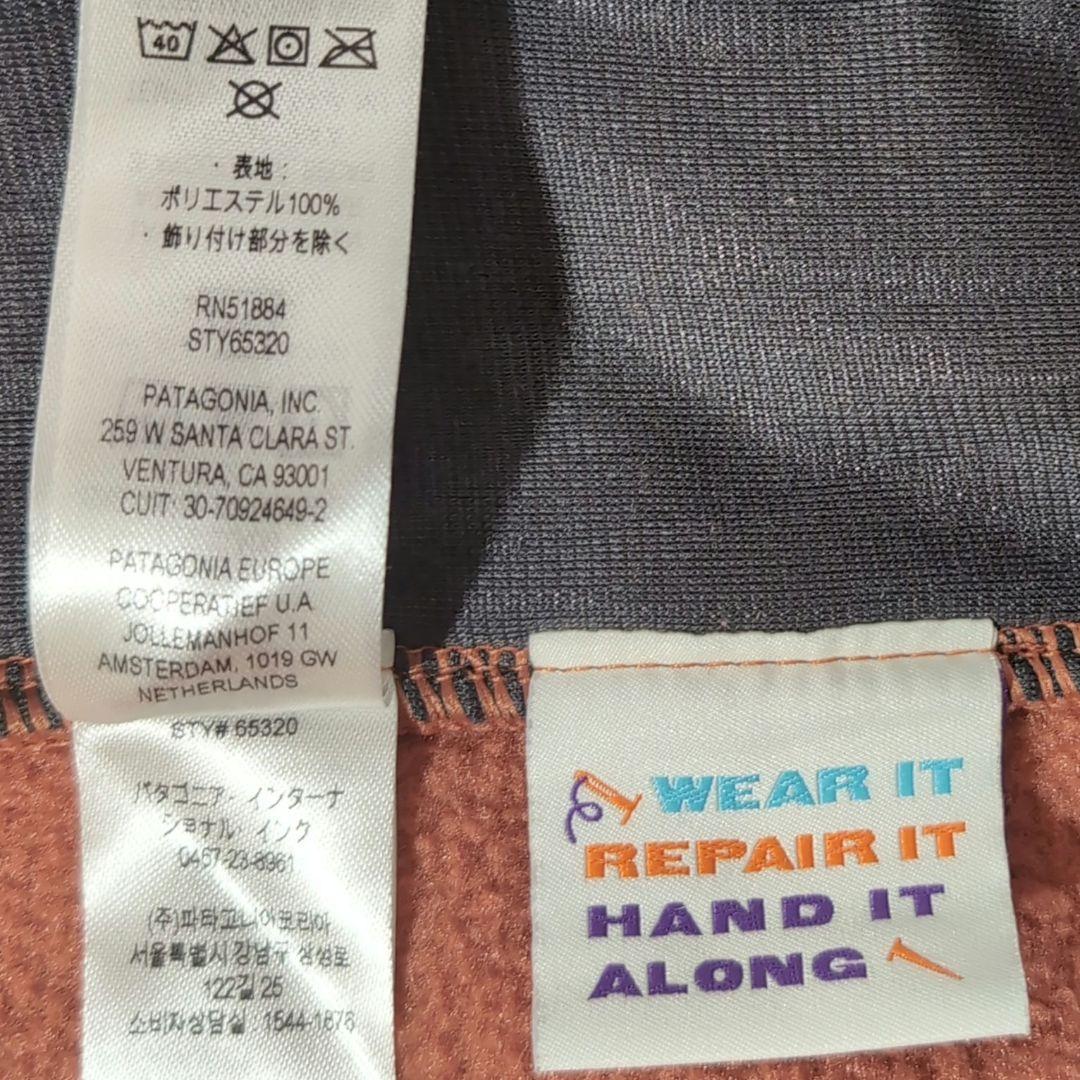 40
・表地:
ポリエステル100%
・飾り付け部分を除く
RN51884
STY65320
PATAGONIA, INC.
259 W SANTA CLARA ST.
VENTURA, CA 93001
CUIT: 30-70924649-2
PATAGONIA EUROPE
COOPERATIEF U.A
JOLLEMANHOF 11
AMSTERDAM, 1019 GW
NETHERLANDS
STY# 65320
パタゴニア・インターナ
ショナル・インク
0467-23-8961
(주)파타고니아코리아
서울특별시 강남구 삼성로
122길 25
소비자상담실 : 1544-1876
WEAR IT
REPAIR IT
HAND IT
ALONG